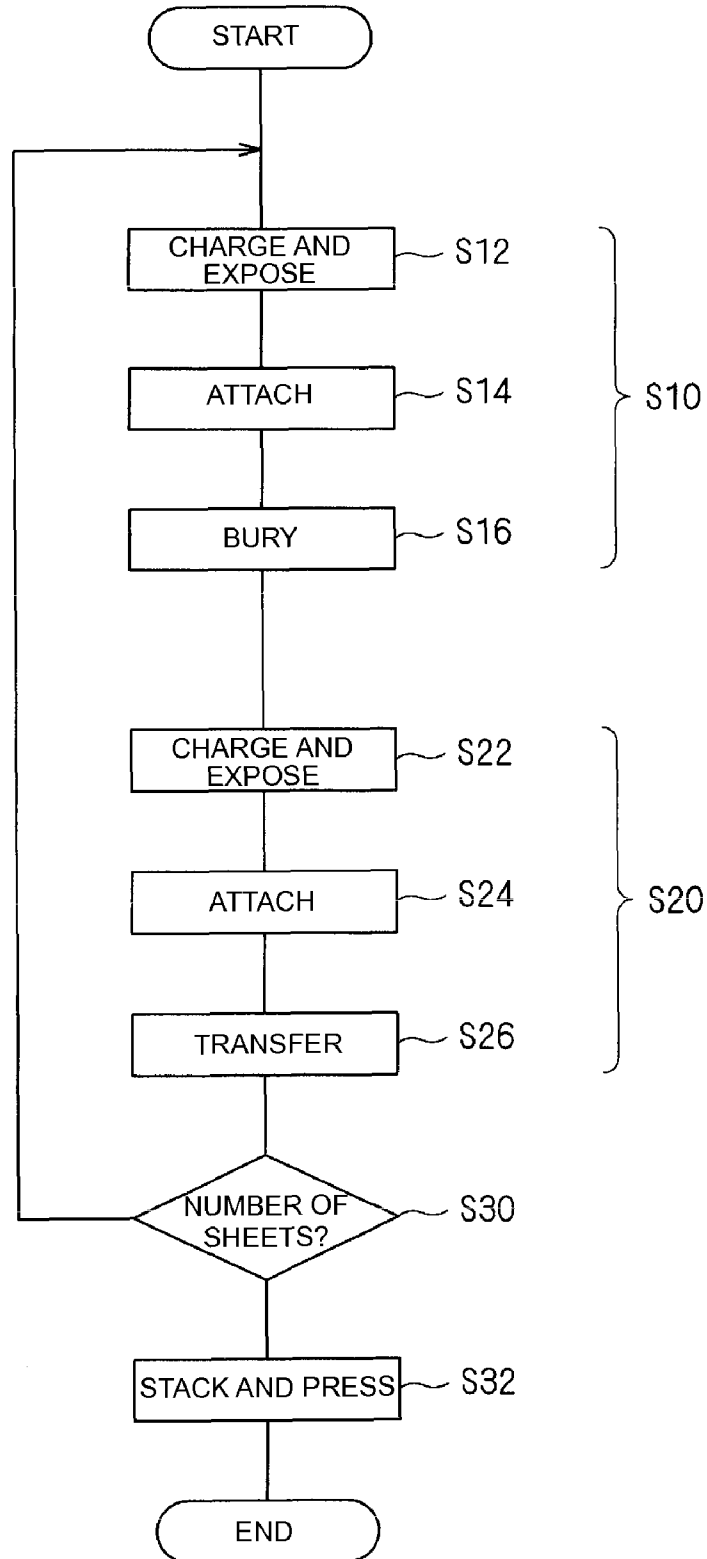 START
CHARGE AND
EXPOSE
S12
ATTACH
S14
S10
BURY
S16
CHARGE AND
EXPOSE
S22
ATTACH
S24
S20
TRANSFER
S26
NUMBER OF
SHEETS?
S30
STACK AND PRESS
S32
END